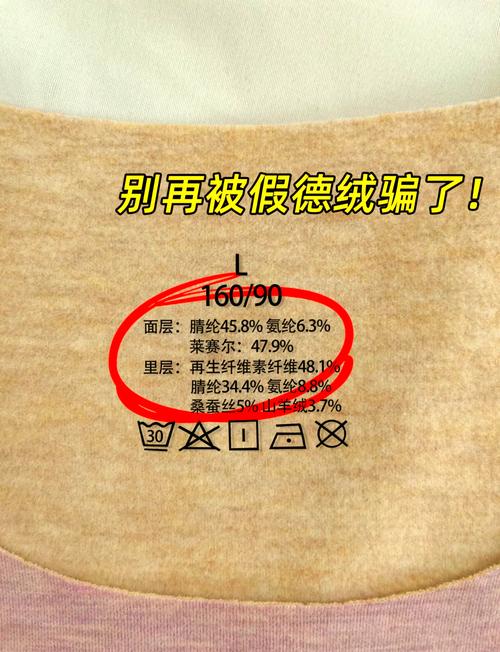 别再被假德绒骗了!
L
160/90
面层：腈纶45.8% 氨纶6.3%
莱赛尔：47.9%
里层：再生纤维素纤维48.1%
腈纶34.4% 氨纶8.8%
桑蚕丝5% 山羊绒3.7%
30